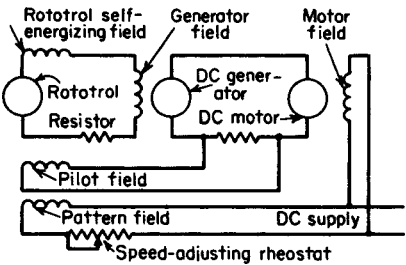 Rototrol self-
energizing field
Generator
field
Motor
field
Rototrol
DC gener-
ator
DC motor
Resistor
Pilot field
Pattern field
DC supply
Speed-adjusting rheostat